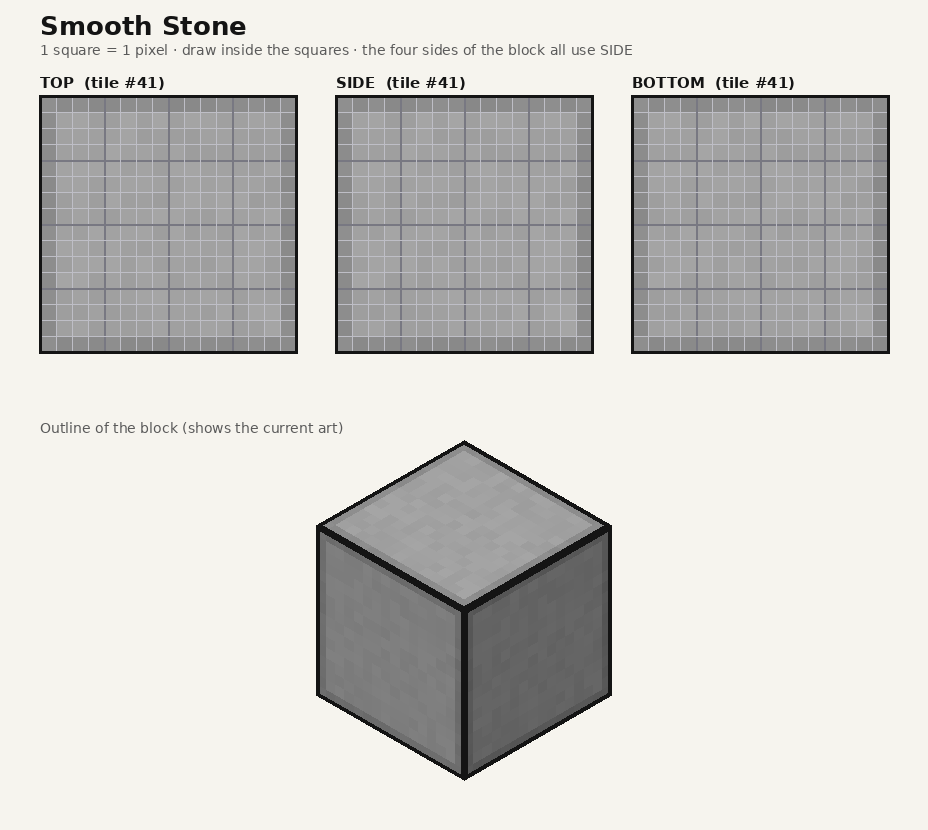 Smooth Stone
1 square = 1 pixel · draw inside the squares · the four sides of the block all use SIDE
TOP (tile #41)
SIDE (tile #41)
BOTTOM (tile #41)
Outline of the block (shows the current art)